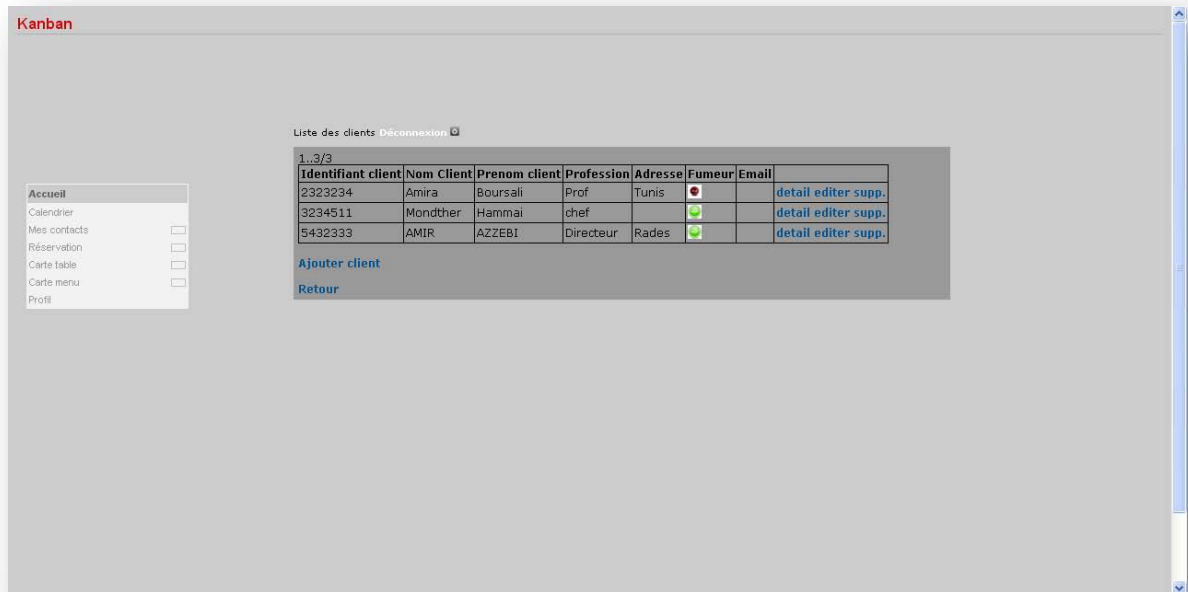 Kanban
Liste des clients Déconnexion
1..3/3
Identifiant client Nom Client Prenom client Profession Adresse Fumeur Email
2323234 Amira Boursali Prof Tunis detail editer supp.
3234511 Mondther Hammai chef detail editer supp.
5432333 AMIR AZZEBI Directeur Rades detail editer supp.
Ajouter client
Retour
Accueil
Calendrier
Mes contacts
Réservation
Carte table
Carte menu
Profil